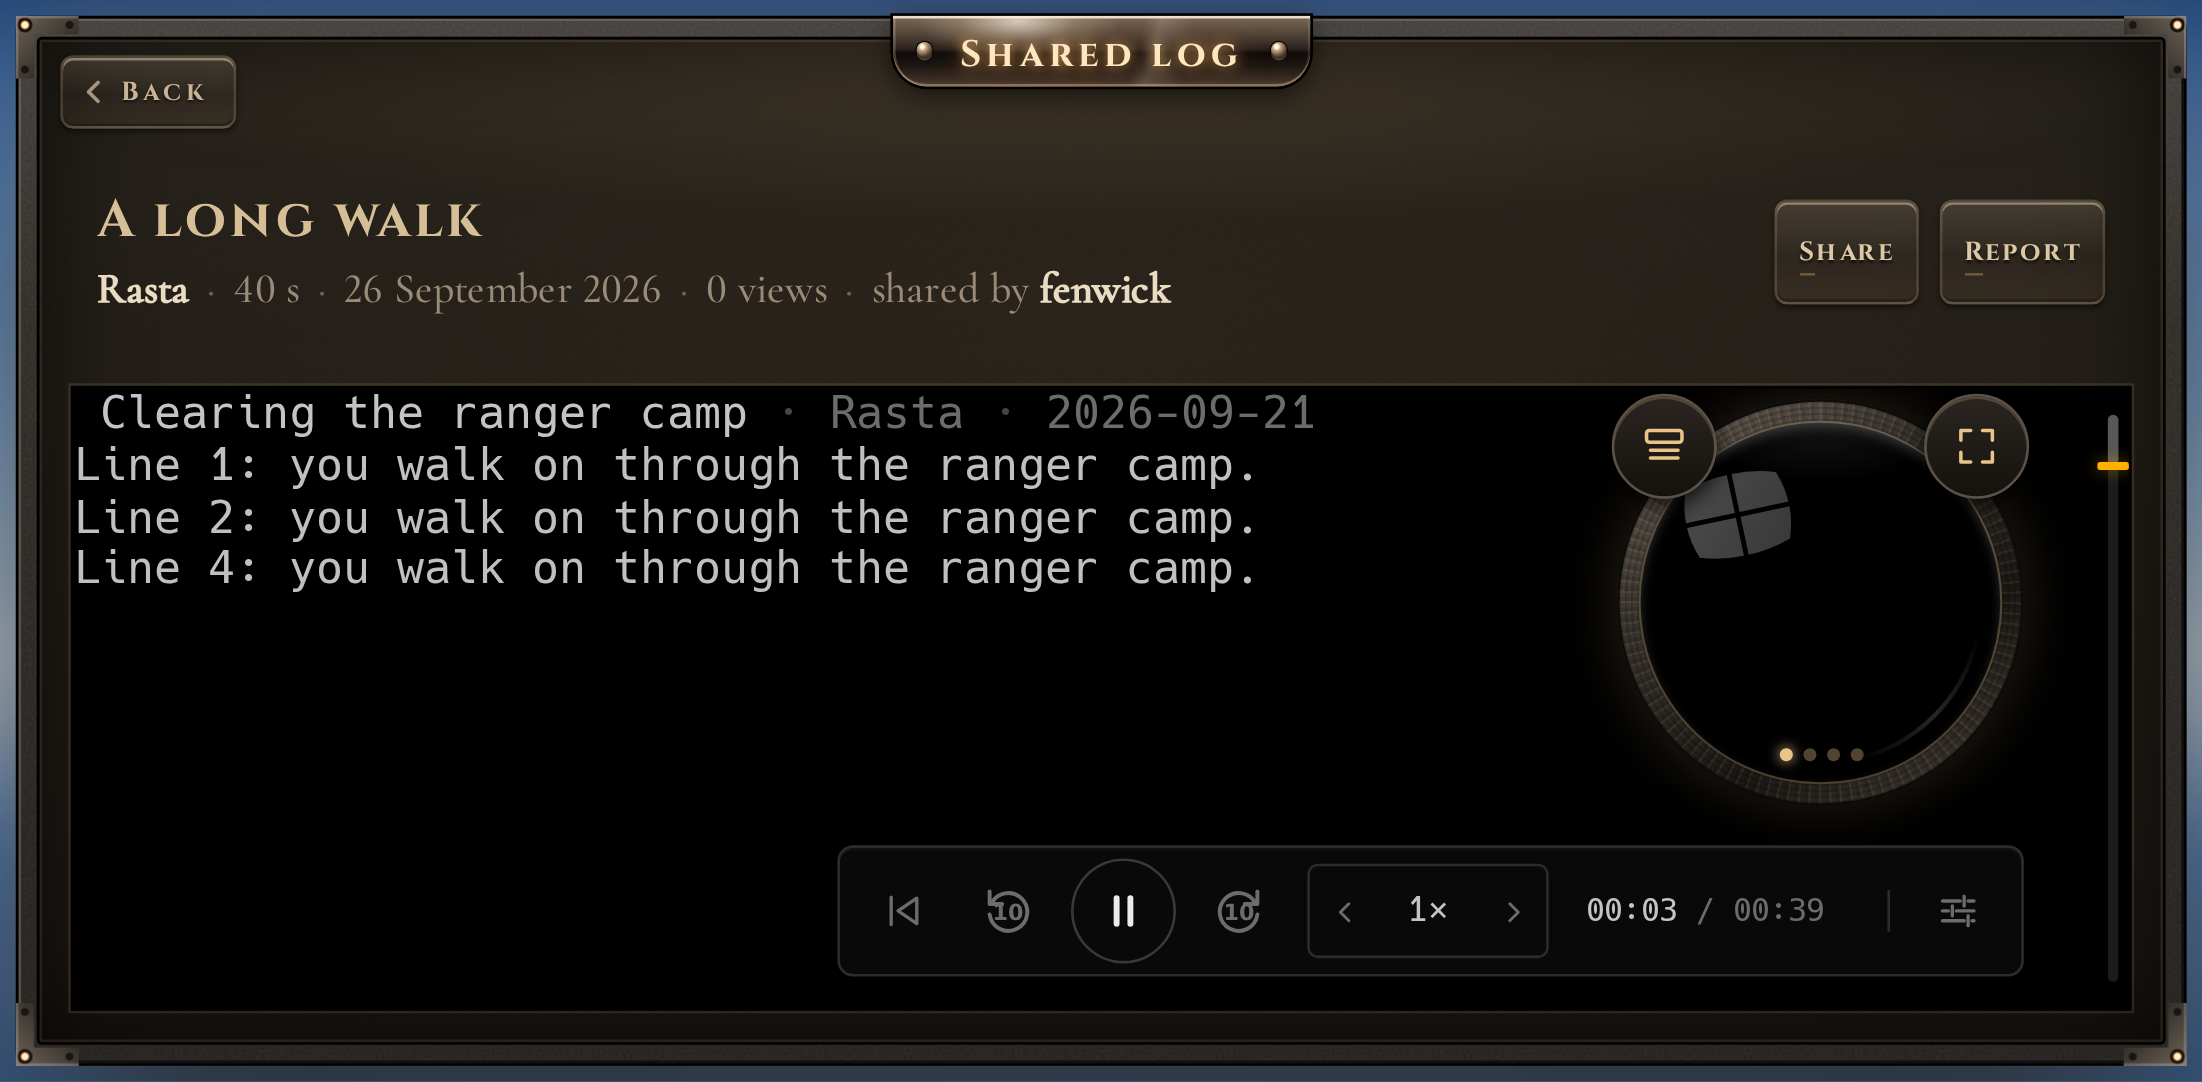 Shared log
Back
A long walk
Rasta · 40 s · 26 September 2026 · 0 views · shared by fenwick
Share
Report
Clearing the ranger camp · Rasta · 2026-09-21
Line 1: you walk on through the ranger camp.
Line 2: you walk on through the ranger camp.
Line 4: you walk on through the ranger camp.
10
10
1×
00:03 / 00:39